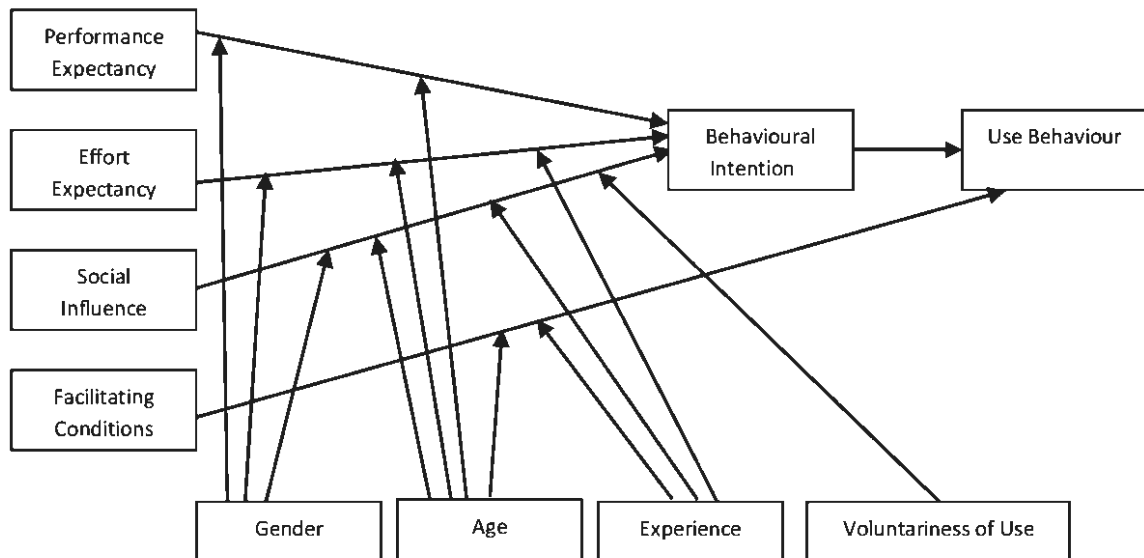 Performance
Expectancy
Effort
Expectancy
Social
Influence
Facilitating
Conditions
Behavioural
Intention
Use Behaviour
Gender
Age
Experience
Voluntariness of Use